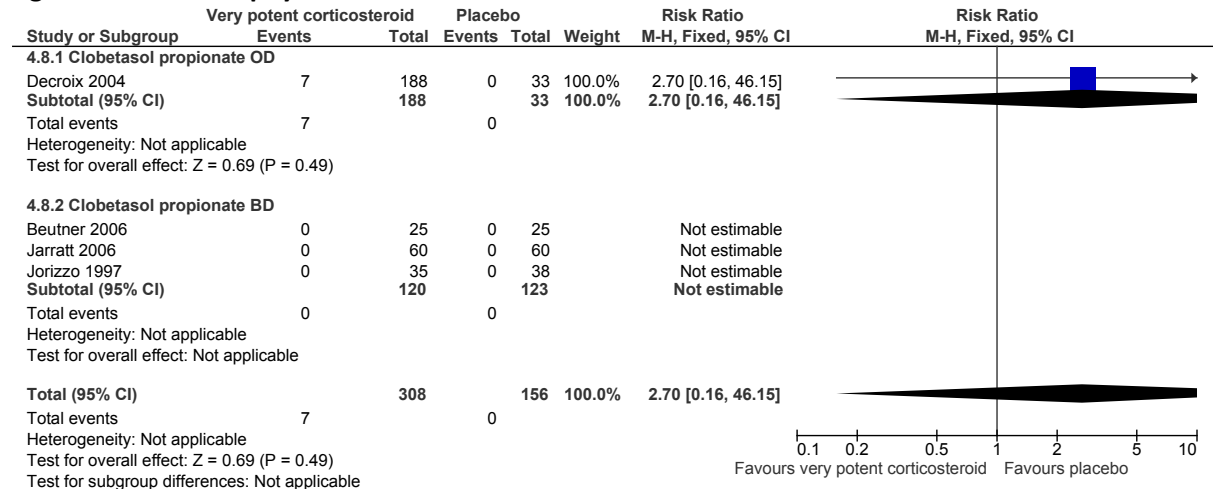 Very potent corticosteroid Placebo Risk Ratio Risk Ratio
Study or Subgroup Events Total Events Total Weight M-H, Fixed, 95% CI M-H, Fixed, 95% CI
4.8.1 Clobetasol propionate OD
Decroix 2004 7 188 0 33 100.0% 2.70 [0.16, 46.15]
Subtotal (95% CI) 188 33 100.0% 2.70 [0.16, 46.15]
Total events 7 0
Heterogeneity: Not applicable
Test for overall effect: Z = 0.69 (P = 0.49)
4.8.2 Clobetasol propionate BD
Beutner 2006 0 25 0 25 Not estimable
Jarratt 2006 0 60 0 60 Not estimable
Jorizzo 1997 0 35 0 38 Not estimable
Subtotal (95% CI) 120 123 Not estimable
Total events 0 0
Heterogeneity: Not applicable
Test for overall effect: Not applicable
Total (95% CI) 308 156 100.0% 2.70 [0.16, 46.15]
Total events 7 0
Heterogeneity: Not applicable
Test for overall effect: Z = 0.69 (P = 0.49)
Test for subgroup differences: Not applicable
0.1 0.2 0.5 1 2 5 10
Favours very potent corticosteroid Favours placebo